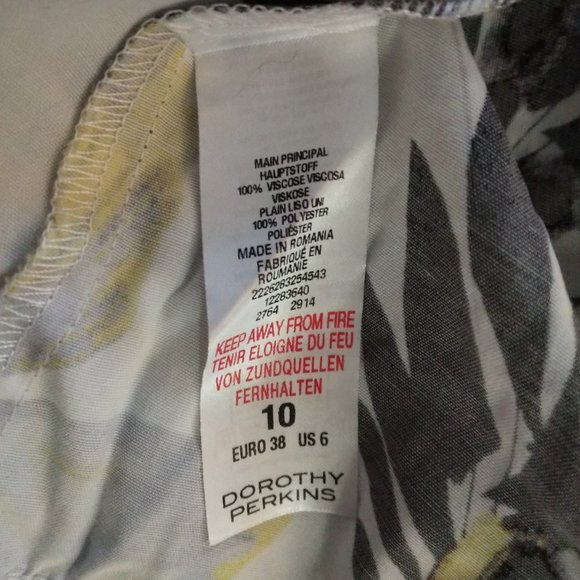 MAIN PRINCIPAL
HAUPTSTOFF
100% VISCOSE VISCOSA
VISKOSE
PLAIN LISO UNI
100% POLYESTER
POLIÉSTER
MADE IN ROMANIA
FABRIQUÉ EN
ROUMANIE
2226263254543
12283640
2764 2914
KEEP AWAY FROM FIRE
TENIR ELOIGNE DU FEU
VON ZUNDQUELLEN
FERNHALTEN
10
EURO 38 US 6
DOROTHY
PERKINS